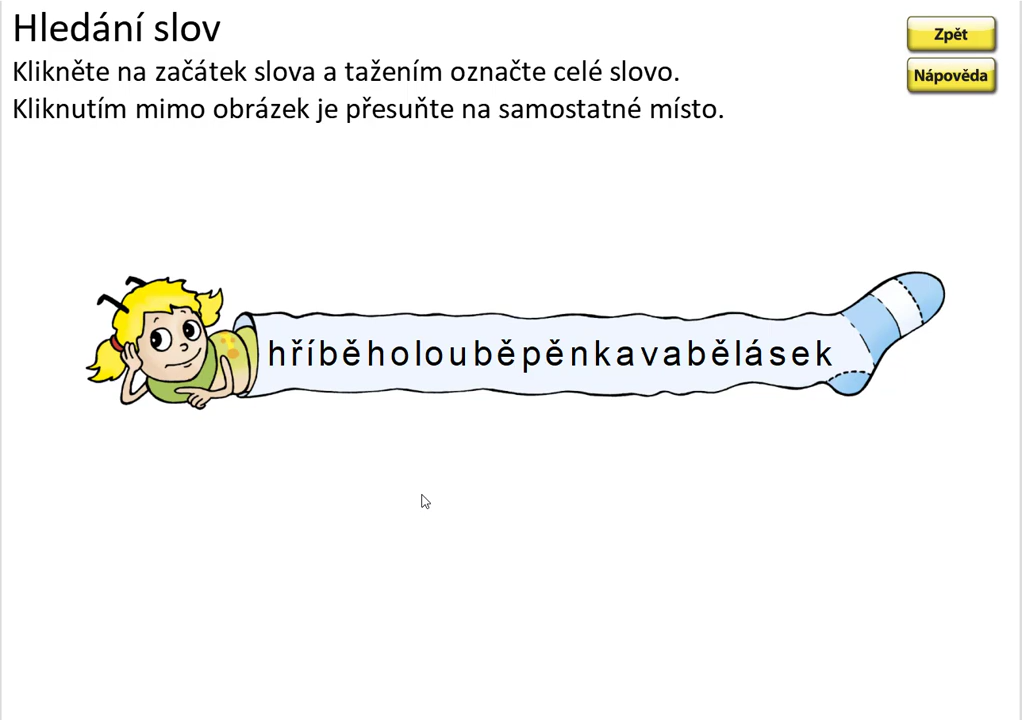 Hledání slov
Zpět
Klikněte na začátek slova a tažením označte celé slovo.
Nápověda
Kliknutím mimo obrázek je přesuňte na samostatné místo.
hříběholouběpěnkavabělásek